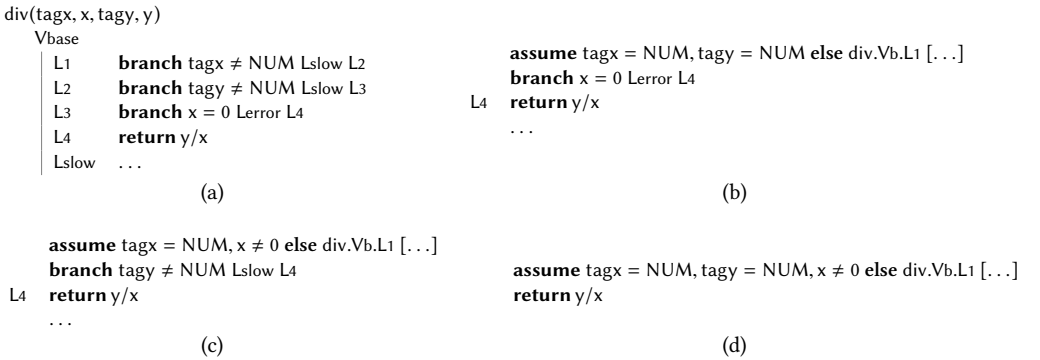 div(tagx, x, tagy, y)
Vbase
L1 branch tagx ≠ NUM Lslow L2
L2 branch tagy ≠ NUM Lslow L3
L3 branch x = 0 Lerror L4
L4 return y/x
Lslow ...
(a)
assume tagx = NUM, tagy = NUM else div.Vb.L1 [...]
branch x = 0 Lerror L4
L4 return y/x
...
(b)
assume tagx = NUM, x ≠ 0 else div.Vb.L1 [...]
branch tagy ≠ NUM Lslow L4
L4 return y/x
...
(c)
assume tagx = NUM, tagy = NUM, x ≠ 0 else div.Vb.L1 [...]
return y/x
(d)